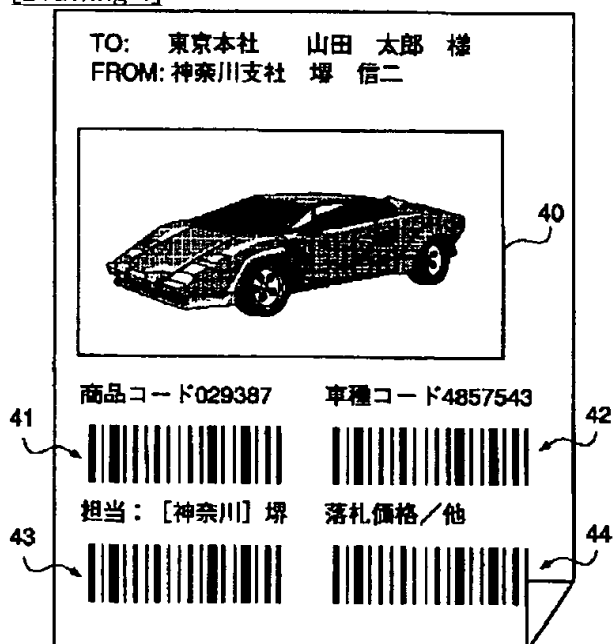 TO: 東京本社 山田 太郎 様
FROM: 神奈川支社 堺 信二
40
商品コード029387 車種コード4857543
41 42
担当：［神奈川］堺 落札価格／他
43 44